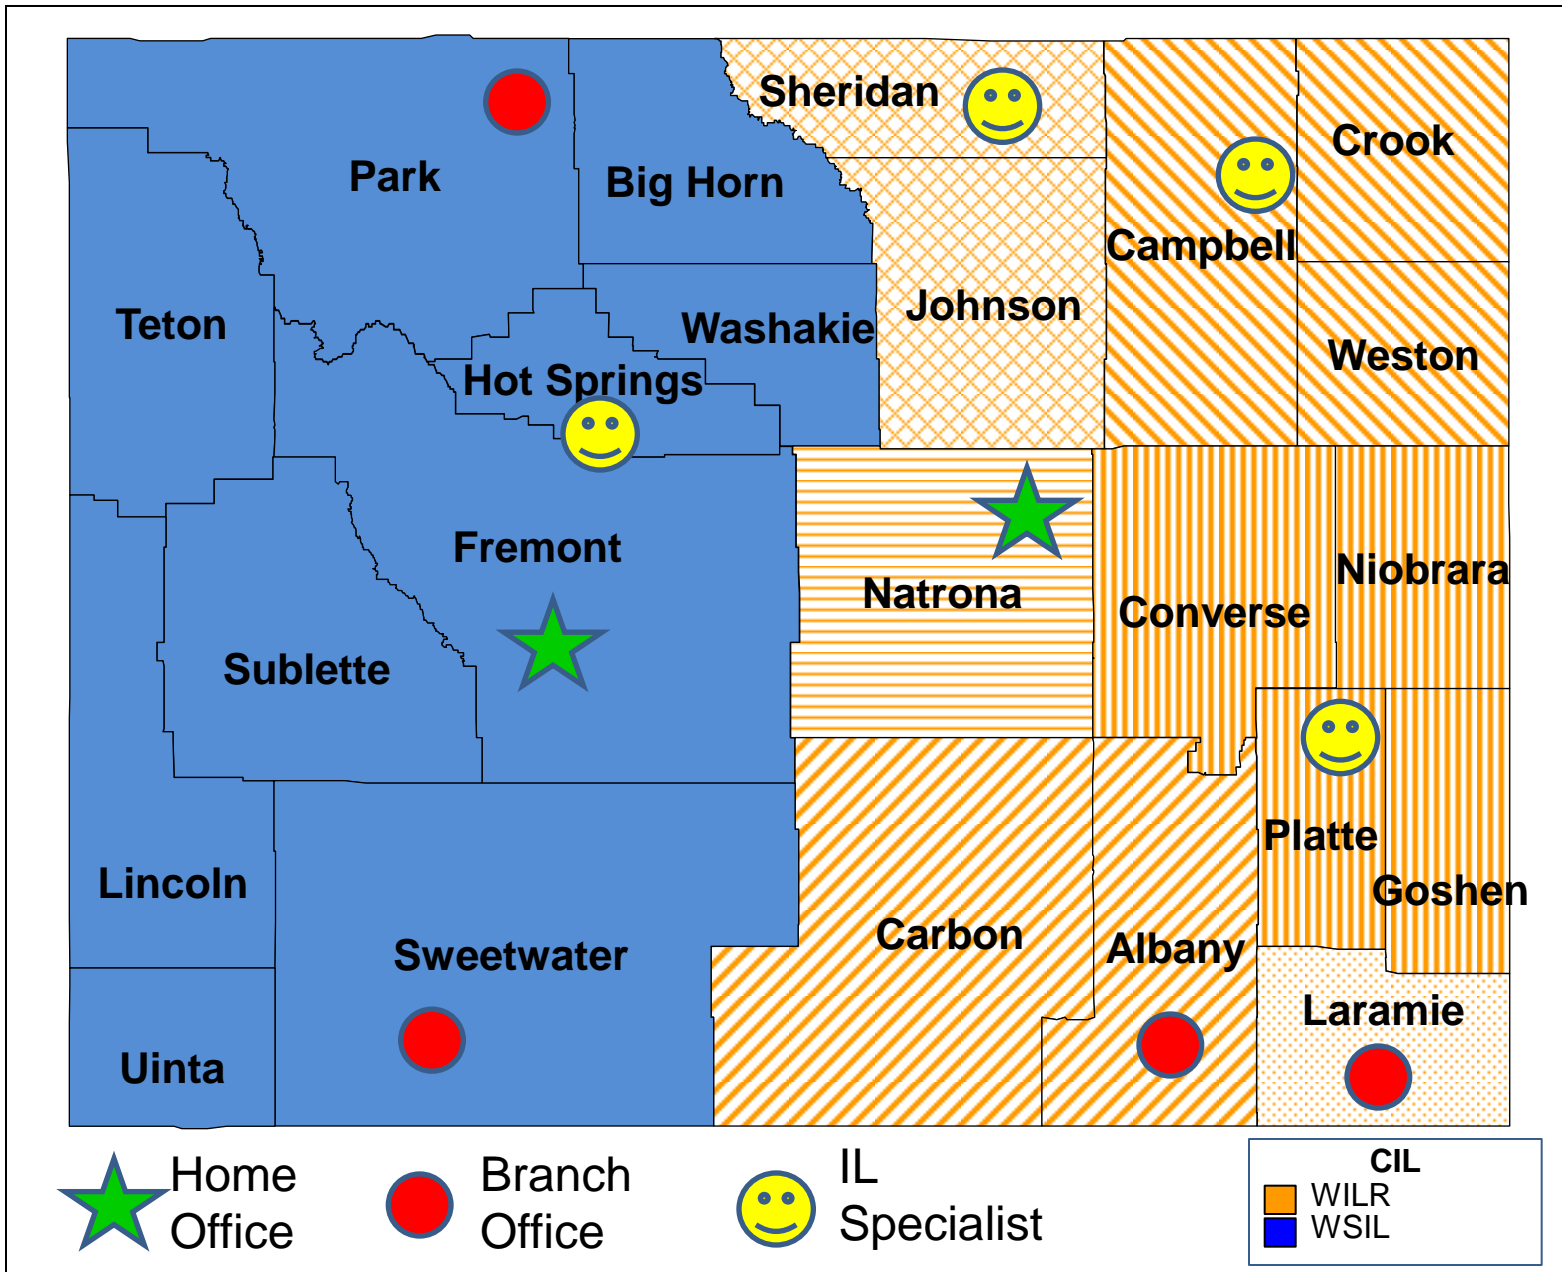 Sheridan
Crook
Park
Big Horn
Campbell
Johnson
Teton
Washakie
Weston
Hot Springs
Fremont
Niobrara
Natrona
Converse
Sublette
Platte
Lincoln
Goshen
Carbon
Albany
Sweetwater
Laramie
Uinta
Home
Office
Branch
Office
IL
Specialist
CIL
WILR
WSIL